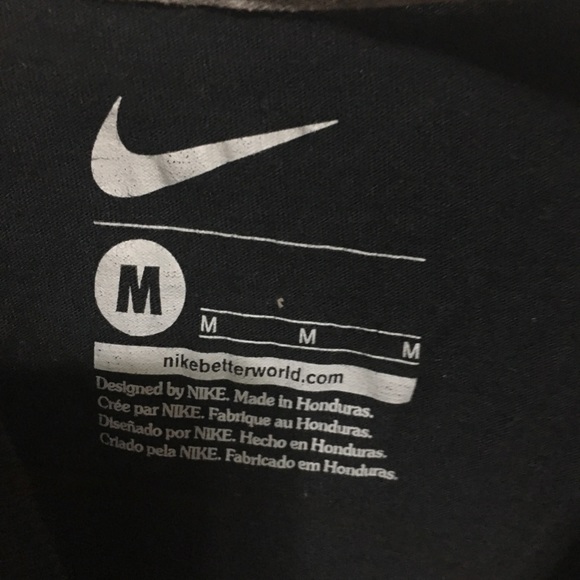 M
M M M
nikebetterworld.com
Designed by NIKE. Made in Honduras.
Crée par NIKE. Fabrique au Honduras.
Diseñado por NIKE. Hecho en Honduras.
Criado pela NIKE. Fabricado em Honduras.